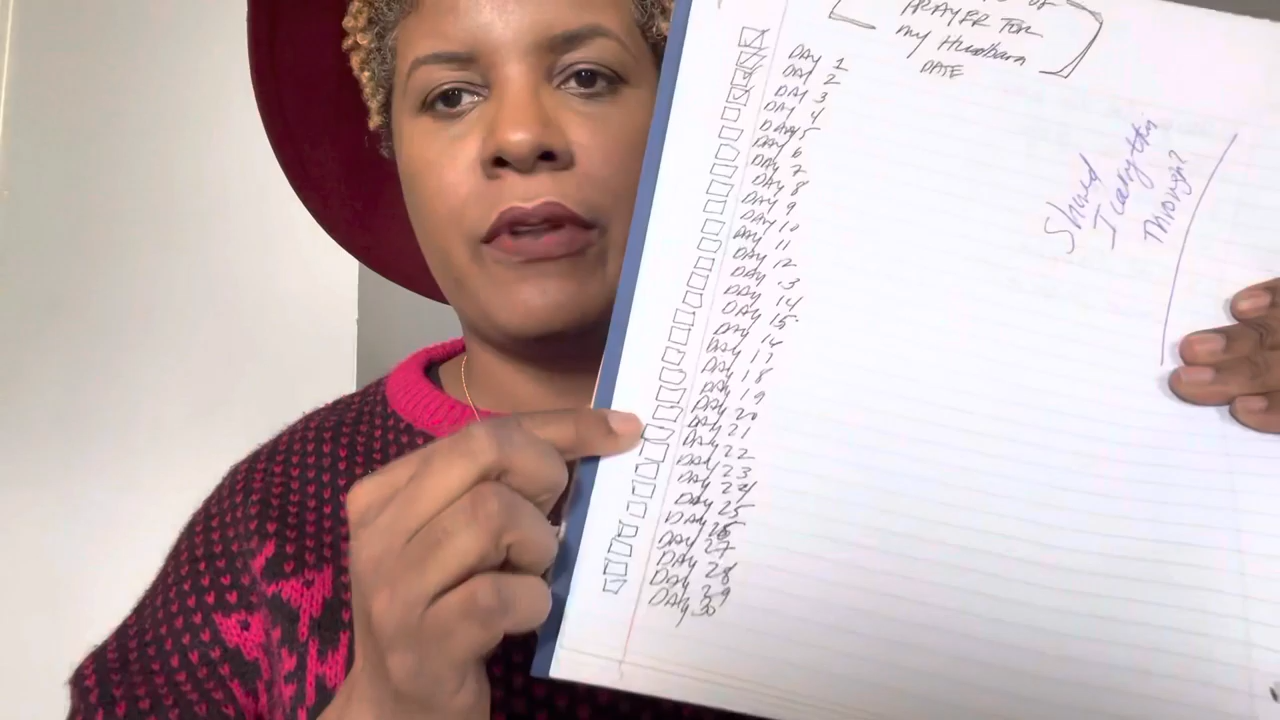 OF
PRAYER FOR
my Husdban
DATE
DAY 1
DAY 2
DAY 3
DAY 4
DAY 5
DAY 6
DAY 7
DAY 8
DAY 9
DAY 10
DAY 11
DAY 12
DAY 13
DAY 14
DAY 15
DAY 16
DAY 17
DAY 18
DAY 19
DAY 20
DAY 21
DAY 22
DAY 23
DAY 24
DAY 25
DAY 26
DAY 27
DAY 28
DAY 29
DAY 30
I carry this
Through?